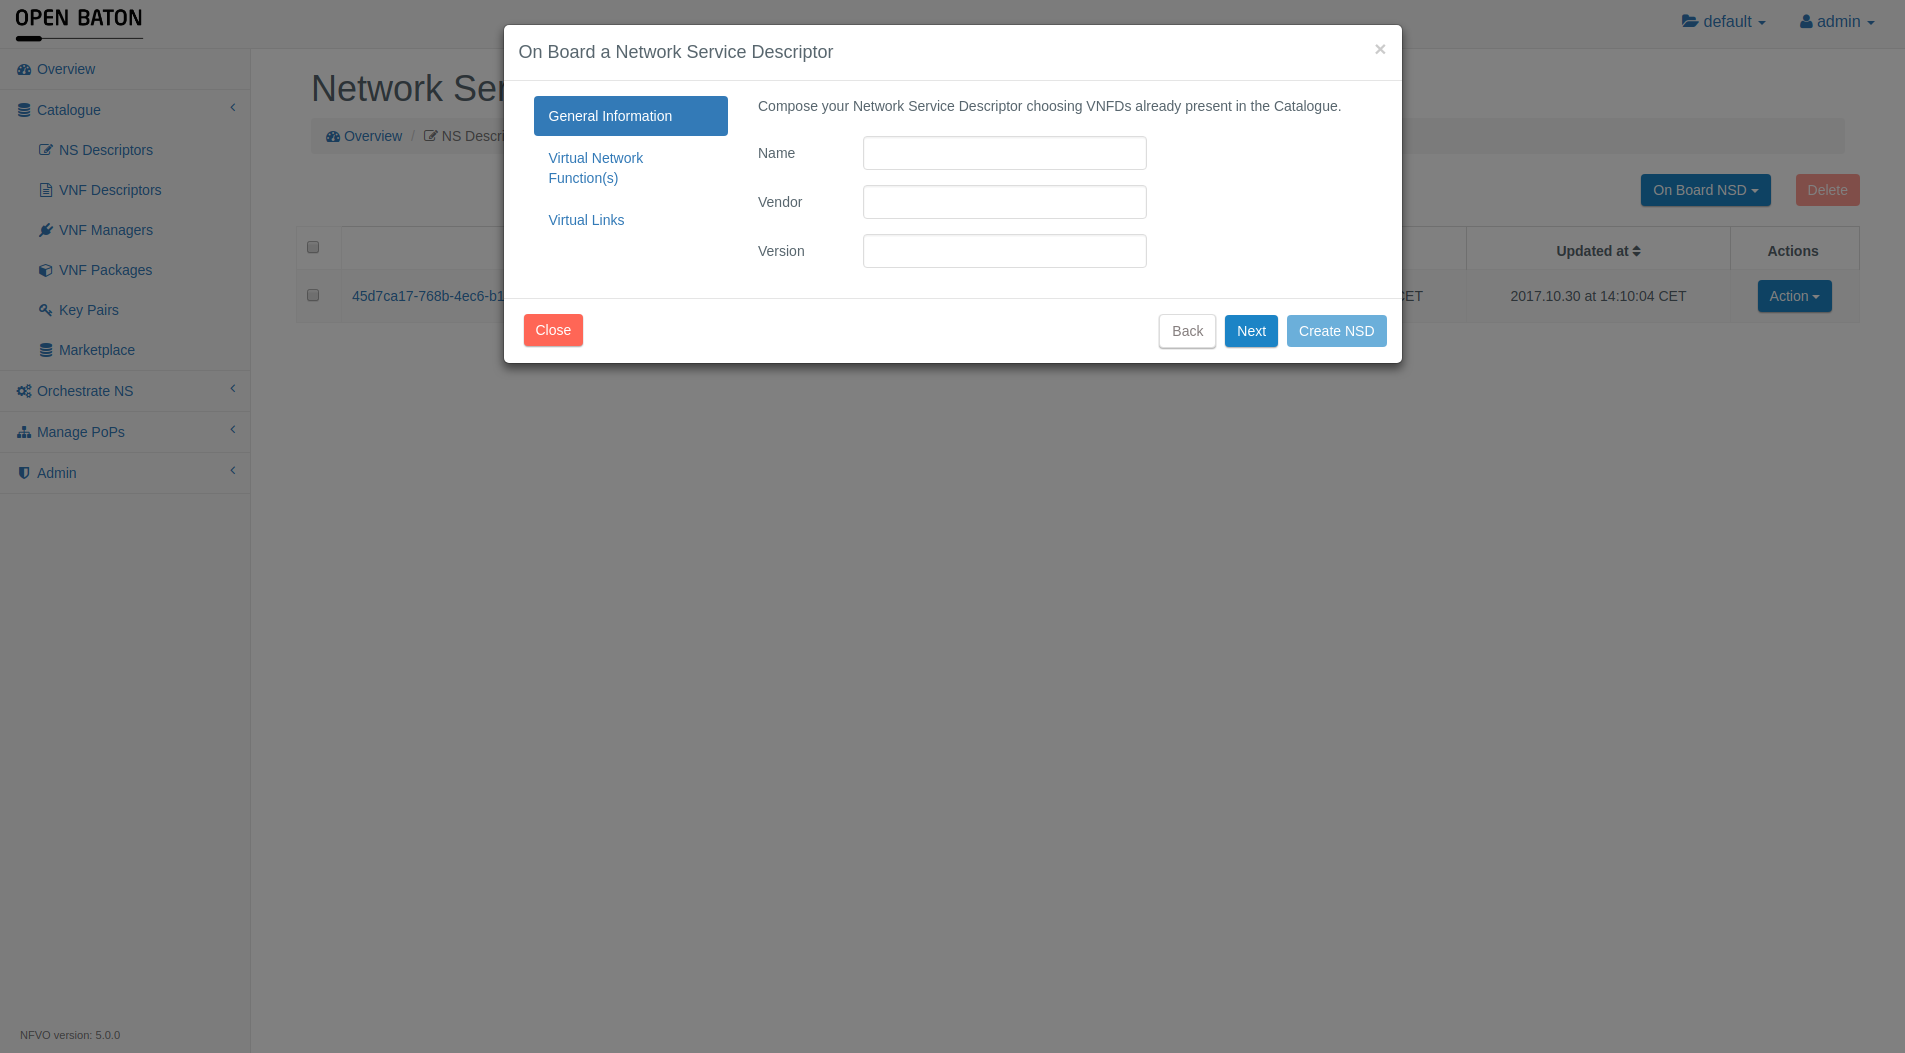 OPEN BATON
default
admin
On Board a Network Service Descriptor
×
Overview
Catalogue
NS Descriptors
VNF Descriptors
VNF Managers
VNF Packages
Key Pairs
Marketplace
Orchestrate NS
Manage PoPs
Admin
NFVO version: 5.0.0
Network Ser
Overview / NS Descri
General Information
Virtual Network
Function(s)
Virtual Links
Compose your Network Service Descriptor choosing VNFDs already present in the Catalogue.
Name
Vendor
Version
Close
Back
Next
Create NSD
On Board NSD
Delete
Updated at
Actions
45d7ca17-768b-4ec6-b1
CET
2017.10.30 at 14:10:04 CET
Action